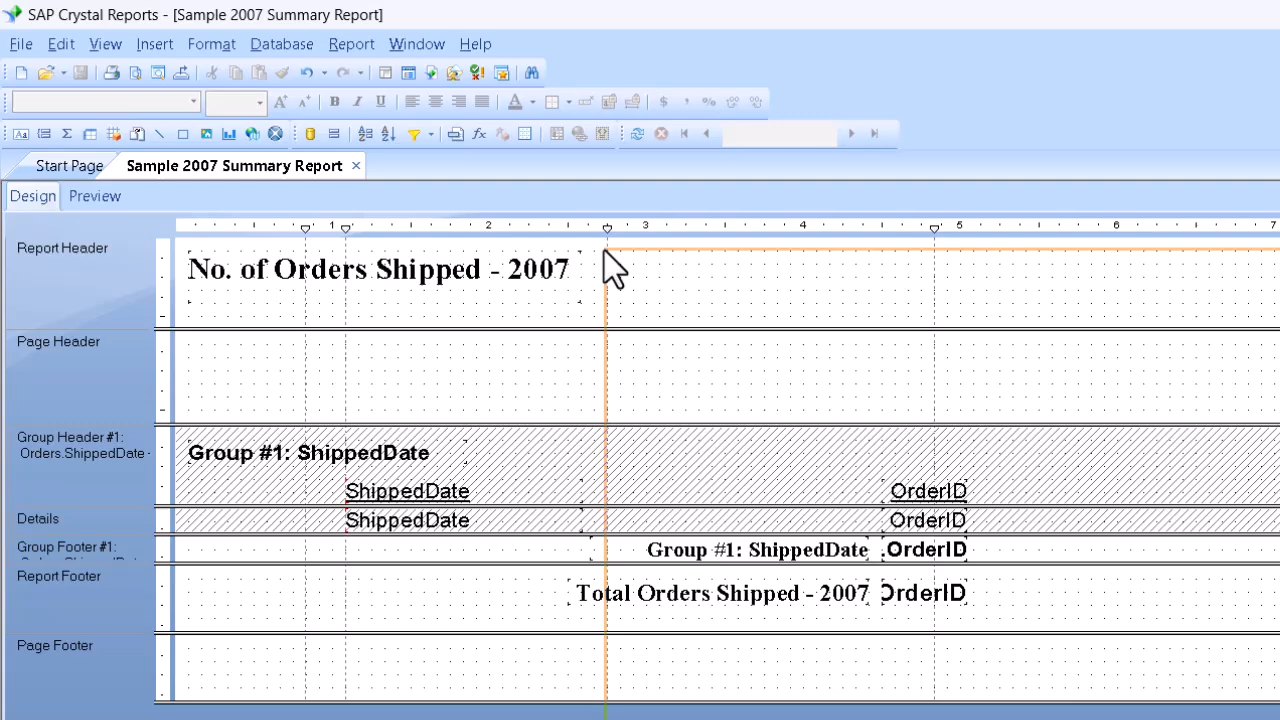 SAP Crystal Reports - [Sample 2007 Summary Report]
File Edit View Insert Format Database Report Window Help
Start Page Sample 2007 Summary Report ×
Design Preview
1 2 3 4 5 6 7
Report Header
No. of Orders Shipped - 2007
Page Header
Group Header #1:
Orders.ShippedDate -
Group #1: ShippedDate
ShippedDate OrderID
Details
ShippedDate OrderID
Group Footer #1:
Group #1: ShippedDate OrderID
Report Footer
Total Orders Shipped - 2007 OrderID
Page Footer